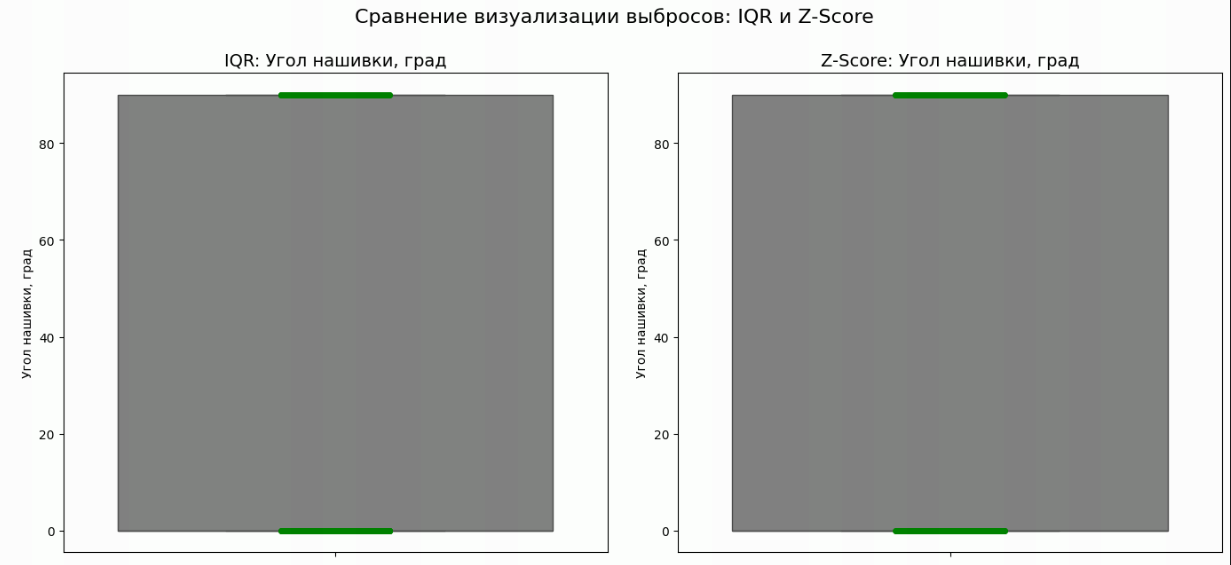 Сравнение визуализации выбросов: IQR и Z-Score
IQR: Угол нашивки, град
Угол нашивки, град
80
60
40
20
0
Z-Score: Угол нашивки, град
Угол нашивки, град
80
60
40
20
0